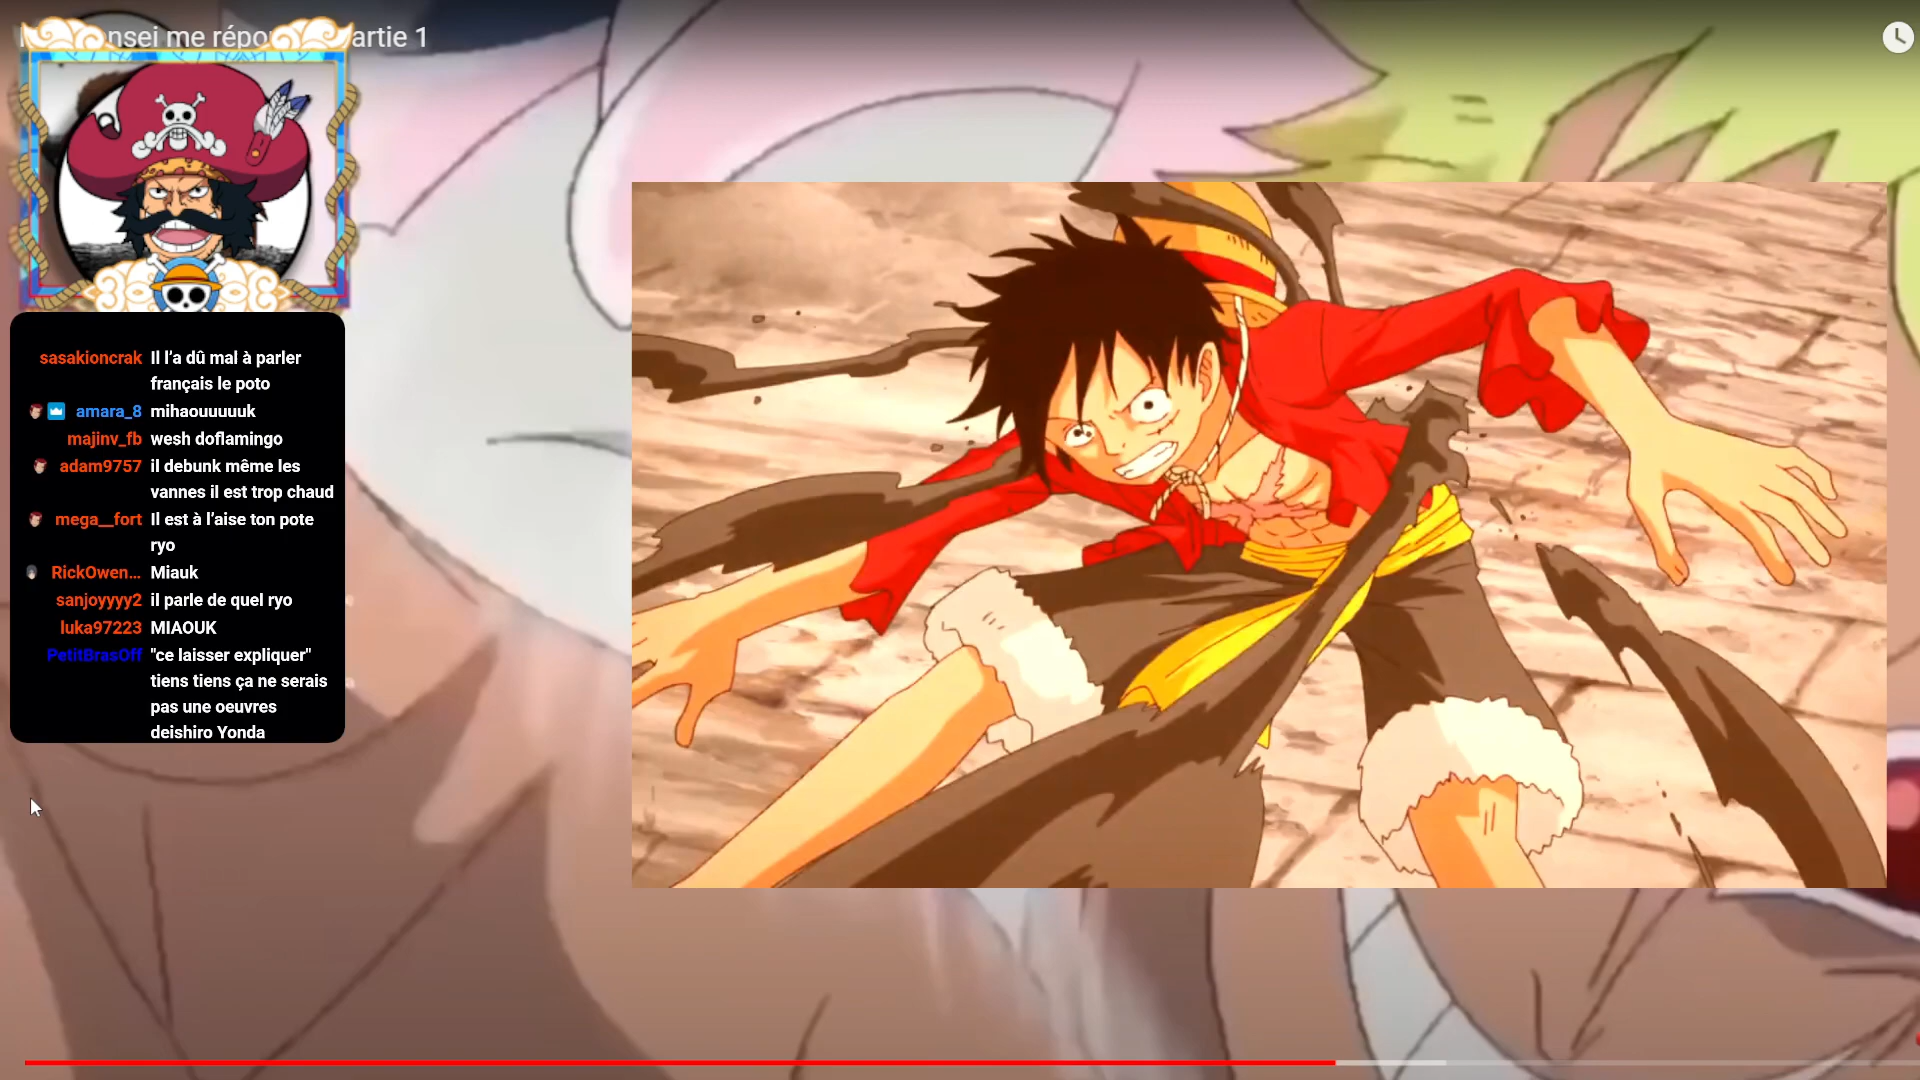 nsei me répo artie 1
sasakioncrak Il l’a dû mal à parler
français le poto
amara_8 mihaouuuuuk
majinv_fb wesh doflamingo
adam9757 il debunk même les
vannes il est trop chaud
mega__fort Il est à l’aise ton pote
ryo
RickOwen... Miauk
sanjoyyyy2 il parle de quel ryo
luka97223 MIAOUK
PetitBrasOff "ce laisser expliquer"
tiens tiens ça ne serais
pas une oeuvres
deishiro Yonda